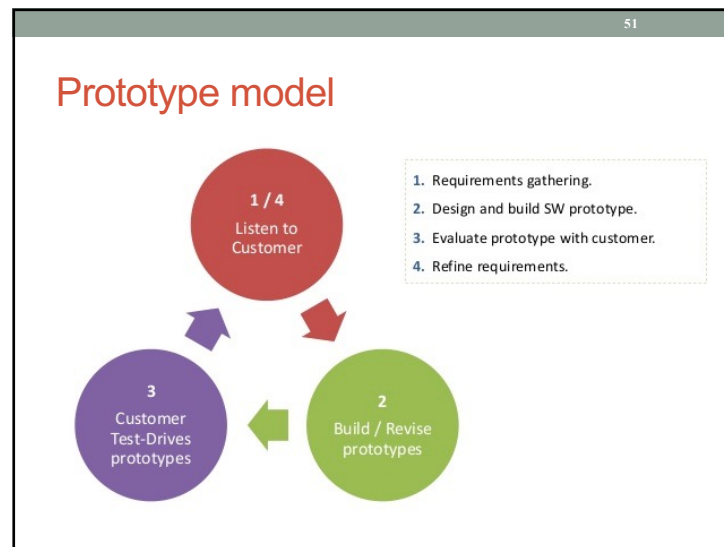 51
Prototype model
1 / 4
Listen to
Customer
1. Requirements gathering.
2. Design and build SW prototype.
3. Evaluate prototype with customer.
4. Refine requirements.
3
Customer
Test-Drives
prototypes
2
Build / Revise
prototypes